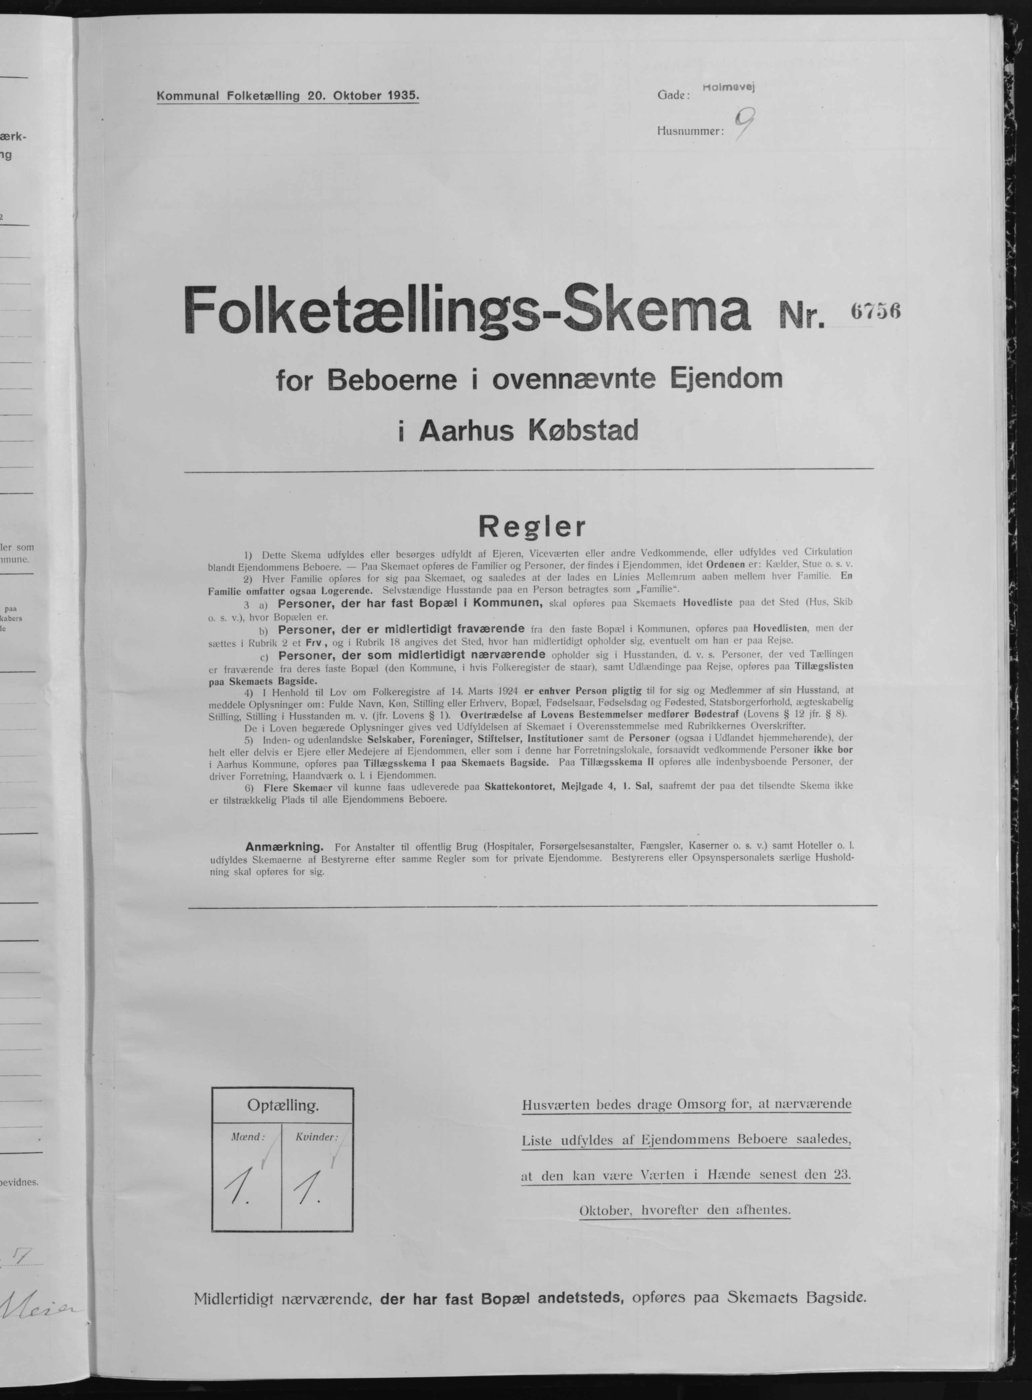 Kommunal Folketælling 20. Oktober 1935.
Gade: Holmevej
Husnummer: 9
Folketællings-Skema Nr. 6756
for Beboerne i ovennævnte Ejendom
i Aarhus Købstad
Regler
1) Dette Skema udfyldes eller besørges udfyldt af Ejeren, Viceværten eller andre Vedkommende, eller udfyldes ved Cirkulation
blandt Ejendommens Beboere. — Paa Skemaet opføres de Familier og Personer, der findes i Ejendommen, idet Ordenen er: Kælder, Stue o. s. v.
2) Hver Familie opføres for sig paa Skemaet, og saaledes at der lades en Linies Mellemrum aaben mellem hver Familie. En
Familie omfatter ogsaa Logerende. Selvstændige Husstande paa en Person betragtes som „Familie“.
3 a) Personer, der har fast Bopæl i Kommunen, skal opføres paa Skemaets Hovedliste paa det Sted (Hus, Skib
o. s. v.), hvor Bopælen er.
b) Personer, der er midlertidigt fraværende fra den faste Bopæl i Kommunen, opføres paa Hovedlisten, men der
sættes i Rubrik 2 et Frv., og i Rubrik 18 angives det Sted, hvor han midlertidigt opholder sig, eventuelt om han er paa Rejse.
c) Personer, der som midlertidigt nærværende opholder sig i Husstanden, d. v. s. Personer, der ved Tællingen
er fraværende fra deres faste Bopæl (den Kommune, i hvis Folkeregister de staar), samt Udlændinge paa Rejse, opføres paa Tillægslisten
paa Skemaets Bagside.
4) I Henhold til Lov om Folkeregistre af 14. Marts 1924 er enhver Person pligtig til for sig og Medlemmer af sin Husstand, at
meddele Oplysninger om: Fulde Navn, Køn, Stilling eller Erhverv, Bopæl, Fødselsaar, Fødselsdag og Fødested, Statsborgerforhold, ægteskabelig
Stilling, Stilling i Husstanden m. v. (jfr. Lovens § 1). Overtrædelse af Lovens Bestemmelser medfører Bødestraf (Lovens § 12 jfr. § 8).
De i Loven begærede Oplysninger gives ved Udfyldelsen af Skemaet i Overensstemmelse med Rubrikkernes Overskrifter.
5) Inden- og udenlandske Selskaber, Foreninger, Stiftelser, Institutioner samt de Personer (ogsaa i Udlandet hjemmehørende), der
helt eller delvis er Ejere eller Medejere af Ejendommen, eller som i denne har Forretningslokale, forsaavidt vedkommende Personer ikke bor
i Aarhus Kommune, opføres paa Tillægsskema I paa Skemaets Bagside. Paa Tillægsskema II opføres alle indenbysboende Personer, der
driver Forretning, Haandværk o. l. i Ejendommen.
6) Flere Skemaer vil kunne faas udleverede paa Skattekontoret, Mejlgade 4, 1. Sal, saafremt der paa det tilsendte Skema ikke
er tilstrækkelig Plads til alle Ejendommens Beboere.
Anmærkning. For Anstalter til offentlig Brug (Hospitaler, Forsørgelsesanstalter, Fængsler, Kaserner o. s. v.) samt Hoteller o. l.
udfyldes Skemaerne af Bestyrerne efter samme Regler som for private Ejendomme. Bestyrerens eller Opsynspersonalets særlige Hushold-
ning skal opføres for sig.
Optælling.
Mænd: Kvinder:
1. 1.
Husværten bedes drage Omsorg for, at nærværende
Liste udfyldes af Ejendommens Beboere saaledes,
at den kan være Værten i Hænde senest den 23.
Oktober, hvorefter den afhentes.
Midlertidigt nærværende, der har fast Bopæl andetsteds, opføres paa Skemaets Bagside.
ærk-
ng
2
ler som
mmune.
paa
kabers
le
bevidnes.
7
Meier